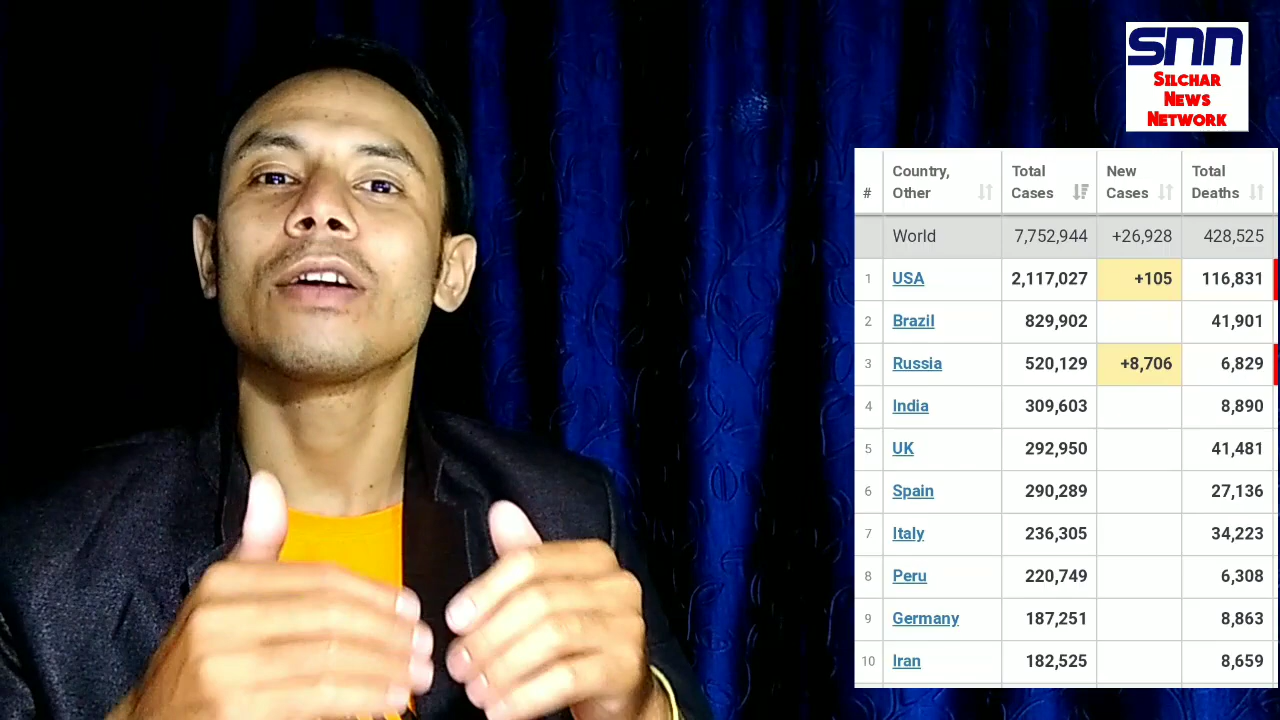 snn
Silchar
News
Network
# Country, Other Total Cases New Cases Total Deaths
World 7,752,944 +26,928 428,525
1 USA 2,117,027 +105 116,831
2 Brazil 829,902 41,901
3 Russia 520,129 +8,706 6,829
4 India 309,603 8,890
5 UK 292,950 41,481
6 Spain 290,289 27,136
7 Italy 236,305 34,223
8 Peru 220,749 6,308
9 Germany 187,251 8,863
10 Iran 182,525 8,659